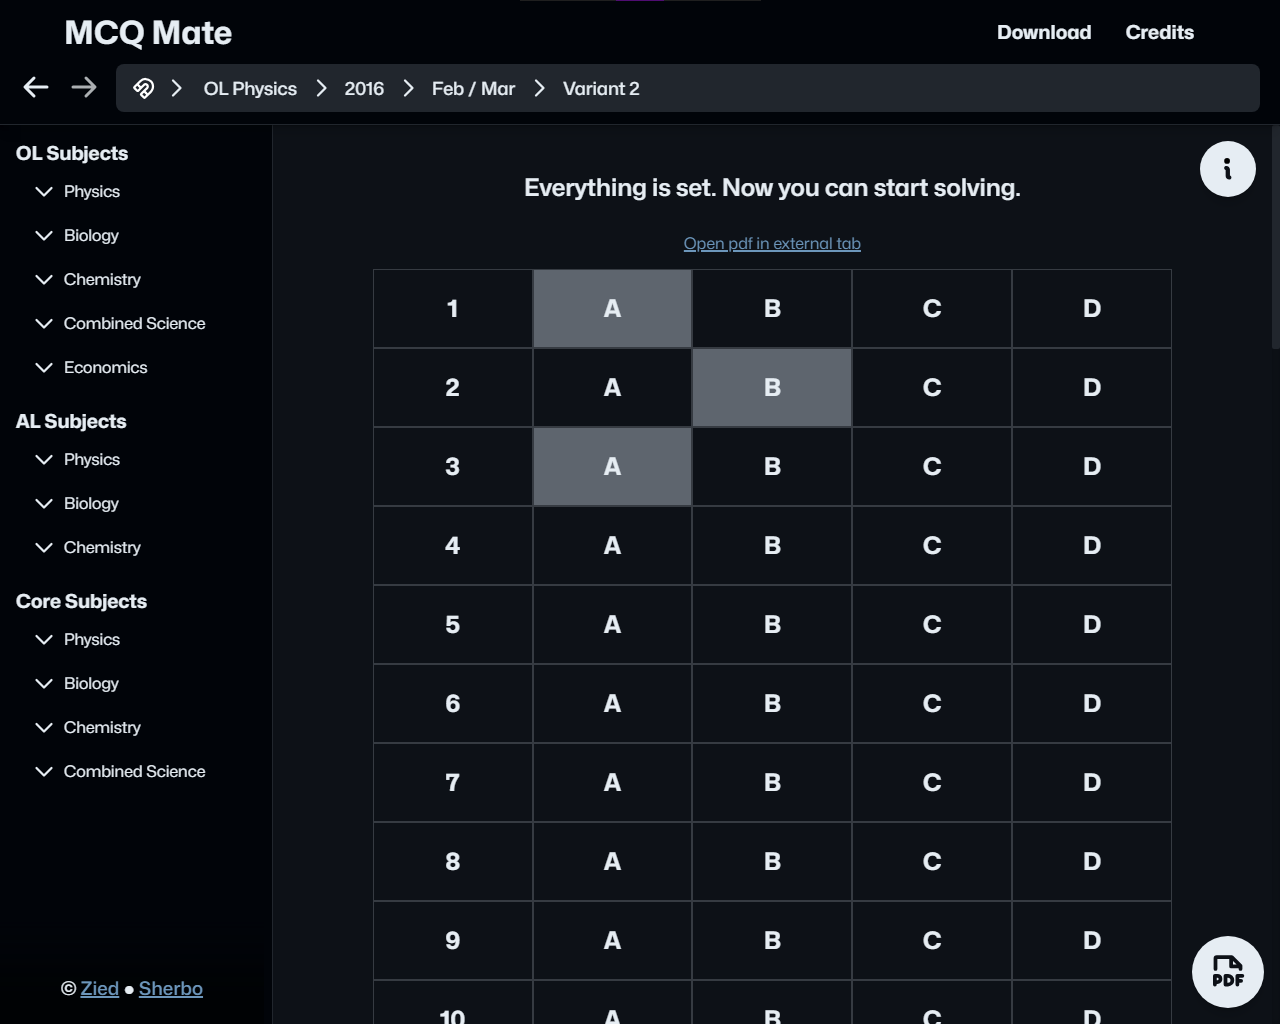 MCQ Mate
Download Credits
OL Physics 2016 Feb / Mar Variant 2
OL Subjects
Physics
Biology
Chemistry
Combined Science
Economics
AL Subjects
Physics
Biology
Chemistry
Core Subjects
Physics
Biology
Chemistry
Combined Science
© Zied ● Sherbo
Everything is set. Now you can start solving.
Open pdf in external tab
1 A B C D
2 A B C D
3 A B C D
4 A B C D
5 A B C D
6 A B C D
7 A B C D
8 A B C D
9 A B C D
10 A B C D
i
PDF